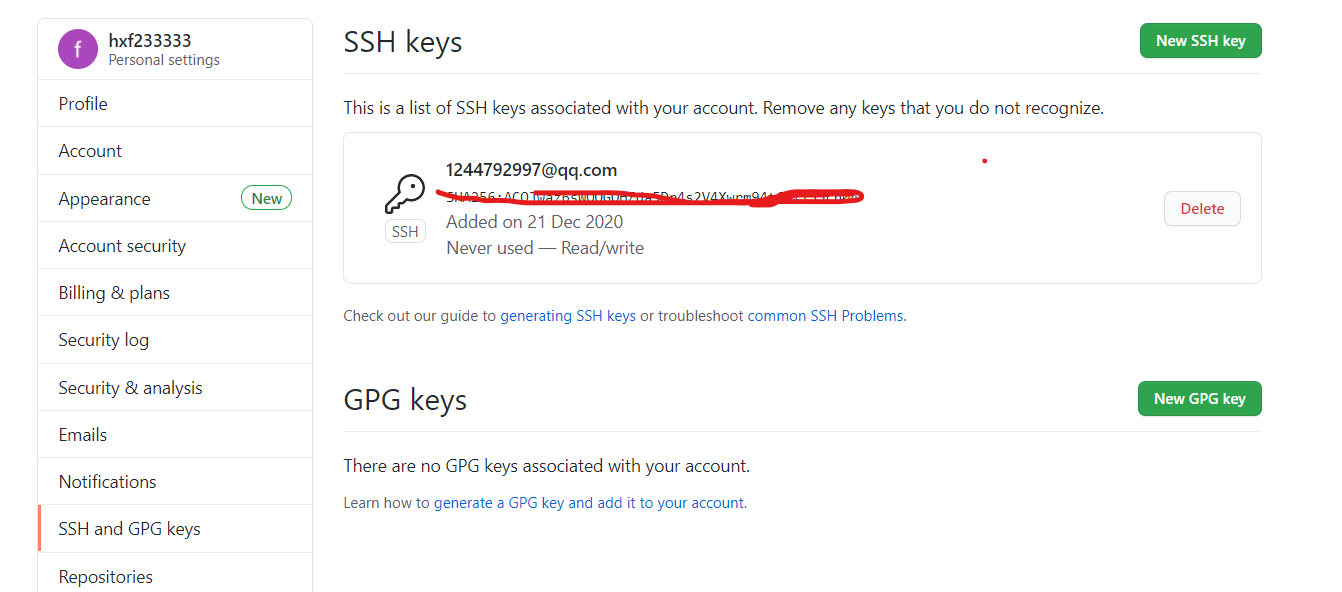 f
hxf233333
Personal settings
Profile
Account
Appearance New
Account security
Billing & plans
Security log
Security & analysis
Emails
Notifications
SSH and GPG keys
Repositories
SSH keys
New SSH key
This is a list of SSH keys associated with your account. Remove any keys that you do not recognize.
1244792997@qq.com
SSH
Added on 21 Dec 2020
Never used — Read/write
Delete
Check out our guide to generating SSH keys or troubleshoot common SSH Problems.
GPG keys
New GPG key
There are no GPG keys associated with your account.
Learn how to generate a GPG key and add it to your account.